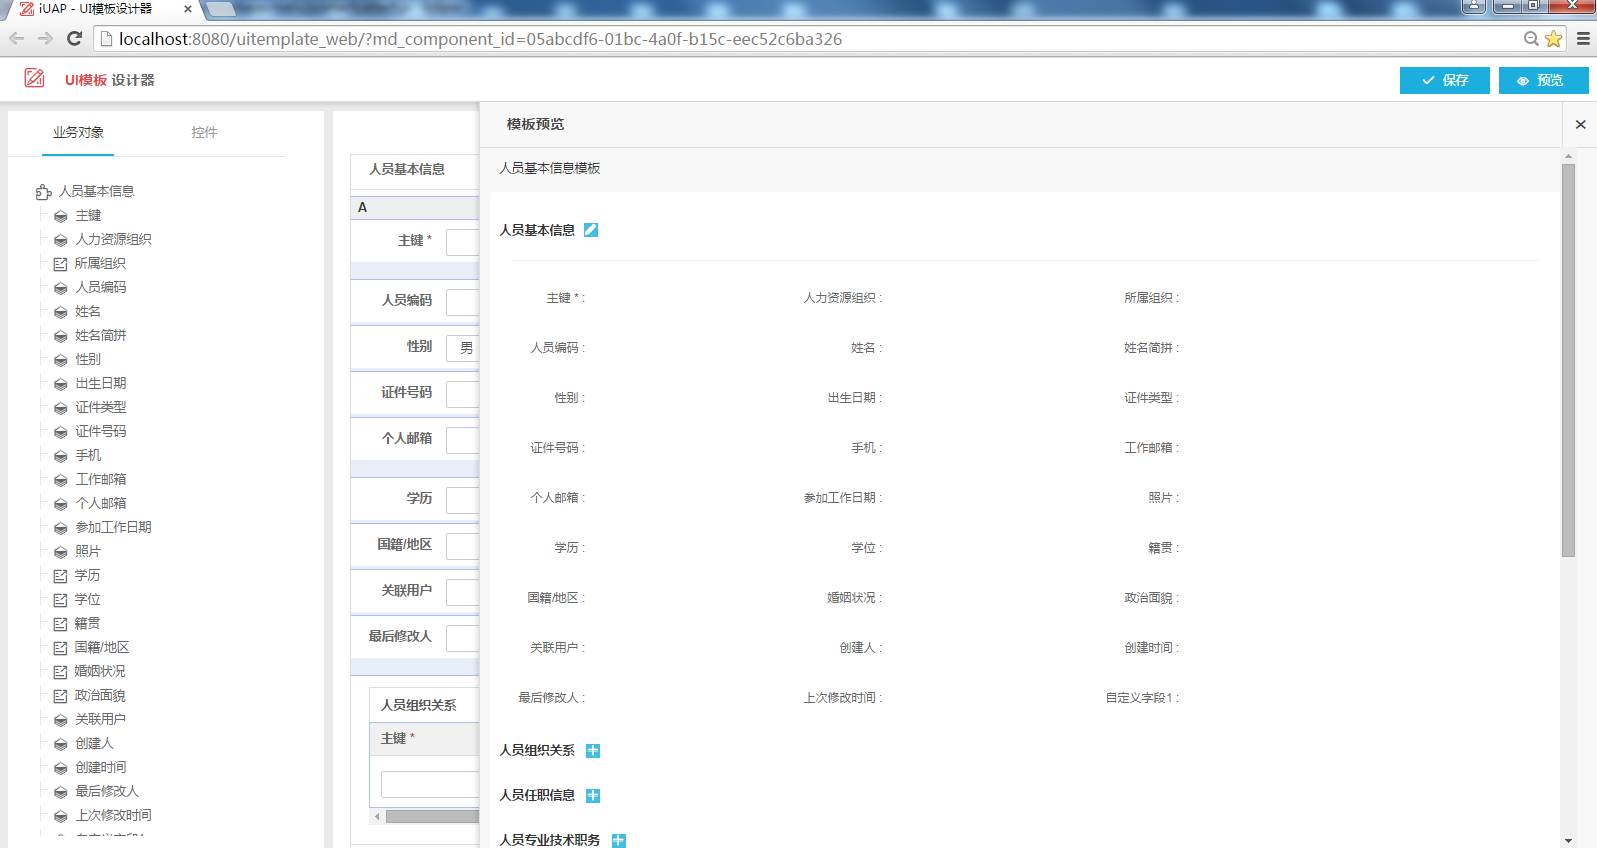 iUAP - UI模板设计器
localhost:8080/uitemplate_web/?md_component_id=05abcdf6-01bc-4a0f-b15c-eec52c6ba326
UI模板 设计器
保存
预览
业务对象
控件
人员基本信息
主键
人力资源组织
所属组织
人员编码
姓名
姓名简拼
性别
出生日期
证件类型
证件号码
手机
工作邮箱
个人邮箱
参加工作日期
照片
学历
学位
籍贯
国籍/地区
婚姻状况
政治面貌
关联用户
创建人
创建时间
最后修改人
上次修改时间
人员基本信息
A
主键 *
人员编码
性别 男
证件号码
个人邮箱
学历
国籍/地区
关联用户
最后修改人
人员组织关系
主键 *
模板预览
人员基本信息模板
人员基本信息
主键 * : 人力资源组织 : 所属组织 :
人员编码 : 姓名 : 姓名简拼 :
性别 : 出生日期 : 证件类型 :
证件号码 : 手机 : 工作邮箱 :
个人邮箱 : 参加工作日期 : 照片 :
学历 : 学位 : 籍贯 :
国籍/地区 : 婚姻状况 : 政治面貌 :
关联用户 : 创建人 : 创建时间 :
最后修改人 : 上次修改时间 : 自定义字段1 :
人员组织关系
人员任职信息
人员专业技术职务